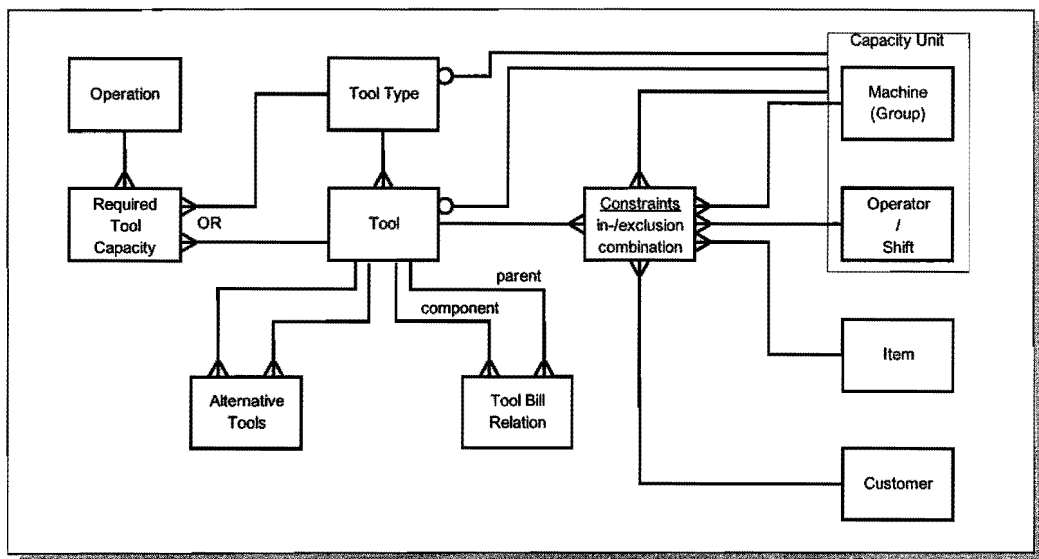 Capacity Unit
Operation
Tool Type
Machine
(Group)
Required
Tool
Capacity
OR
Tool
Constraints
in-/exclusion
combination
Operator
/
Shift
parent
component
Alternative
Tools
Tool Bill
Relation
Item
Customer